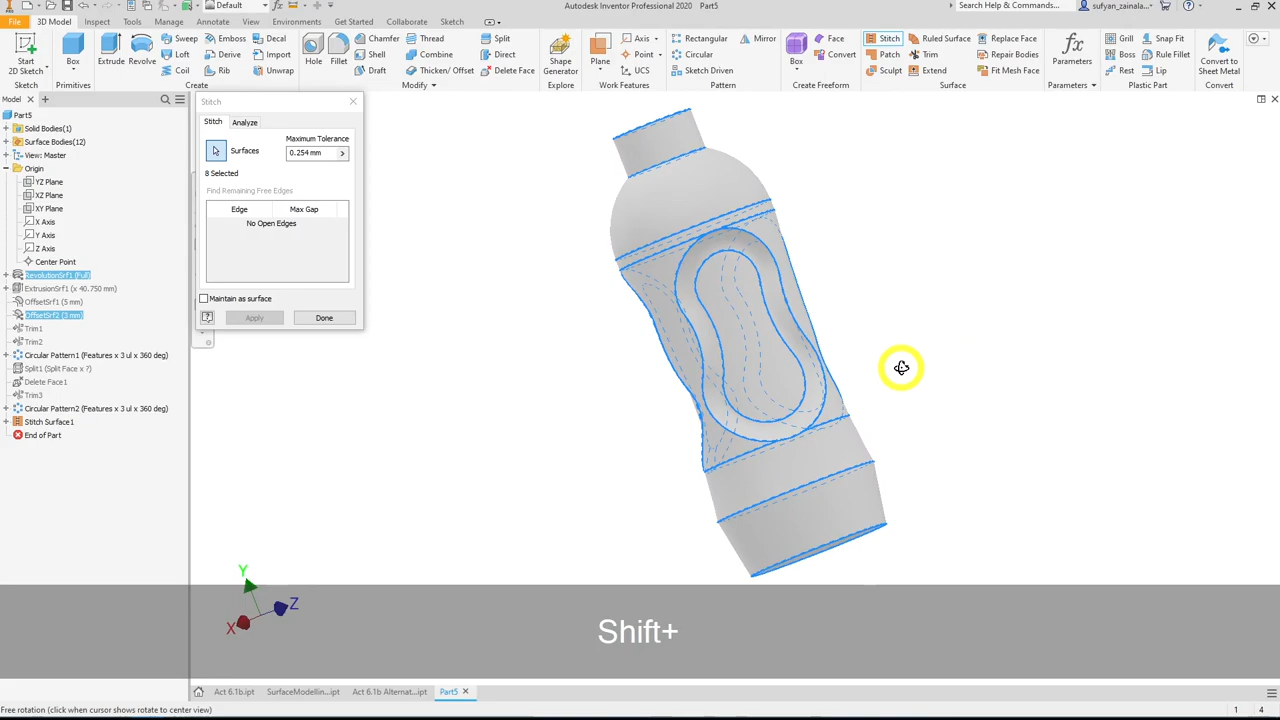 Default
Autodesk Inventor Professional 2020 Part5
Search Help & Commands...
sufyan_zainala...
File 3D Model Inspect Tools Manage Annotate View Environments Get Started Collaborate Sketch
Start
2D Sketch
Sketch
Box
Primitives
Extrude
Revolve
Sweep
Loft
Coil
Emboss
Derive
Rib
Decal
Import
Unwrap
Create
Hole
Fillet
Chamfer
Shell
Draft
Thread
Combine
Thicken/ Offset
Split
Direct
Delete Face
Modify
Shape
Generator
Explore
Plane
Axis
Point
UCS
Work Features
Rectangular
Circular
Sketch Driven
Mirror
Pattern
Box
Face
Convert
Create Freeform
Stitch
Patch
Sculpt
Ruled Surface
Trim
Extend
Replace Face
Repair Bodies
Fit Mesh Face
Surface
Parameters
Parameters
Grill
Boss
Rest
Snap Fit
Rule Fillet
Lip
Plastic Part
Convert to
Sheet Metal
Convert
Model
Part5
Solid Bodies(1)
Surface Bodies(12)
View: Master
Origin
YZ Plane
XZ Plane
XY Plane
X Axis
Y Axis
Z Axis
Center Point
RevolutionSrf1 (Full)
ExtrusionSrf1 (x 40.750 mm)
OffsetSrf1 (5 mm)
OffsetSrf2 (3 mm)
Trim1
Trim2
Circular Pattern1 (Features x 3 ul x 360 deg)
Split1 (Split Face x ?)
Delete Face1
Trim3
Circular Pattern2 (Features x 3 ul x 360 deg)
Stitch Surface1
End of Part
Stitch
Stitch Analyze
Maximum Tolerance
Surfaces
0.254 mm
8 Selected
Find Remaining Free Edges
Edge Max Gap
No Open Edges
Maintain as surface
Apply Done
Y
Z
X
Shift+
Act 6.1b.ipt SurfaceModellin...ipt Act 6.1b Alternat...ipt Part5
Free rotation (click when cursor shows rotate to center view)
1 4